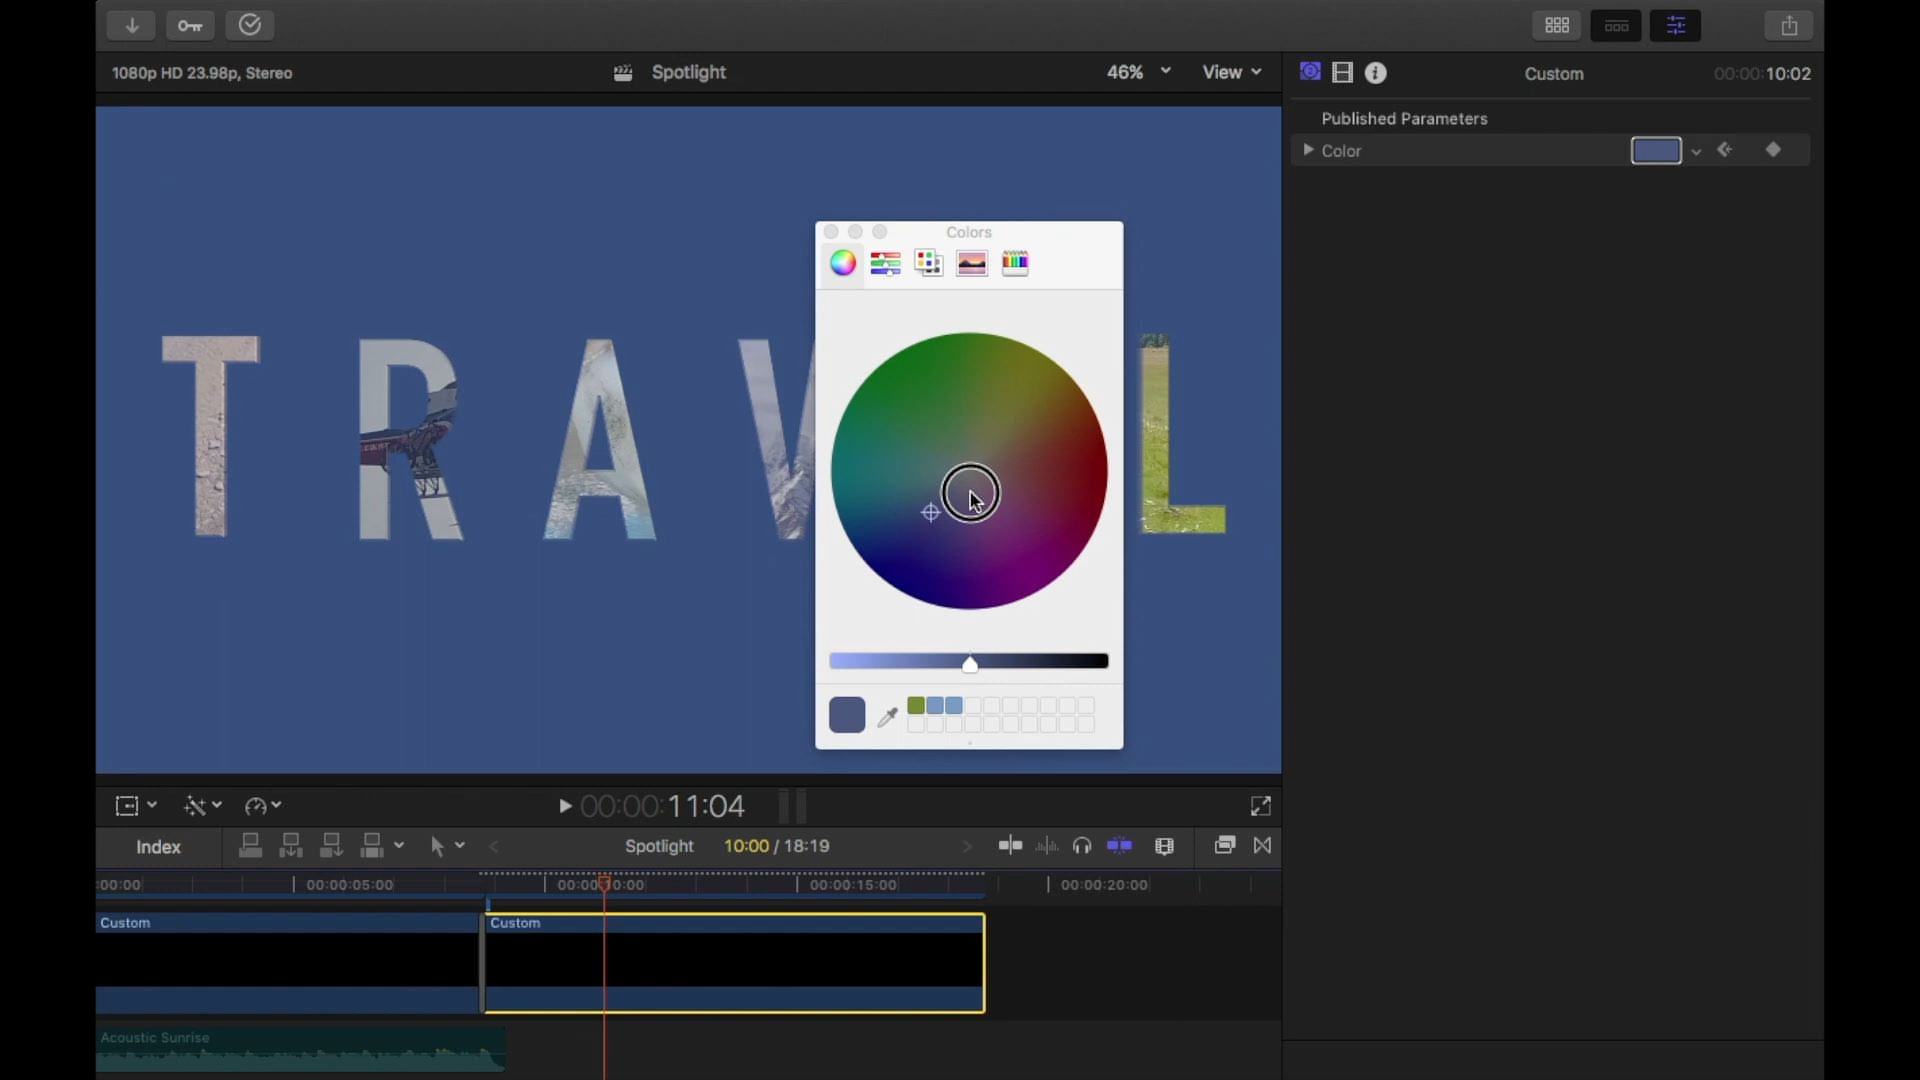 1080p HD 23.98p, Stereo
Spotlight
46%
View
Custom
00:00:10:02
Published Parameters
Color
Colors
T R A V L
00:00:11:04
Index
Spotlight
10:00 / 18:19
:00:00
00:00:05:00
00:00:10:00
00:00:15:00
00:00:20:00
Custom
Custom
Acoustic Sunrise